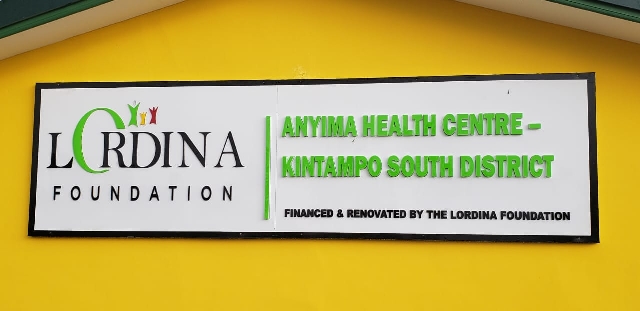 LORDINA
FOUNDATION
ANYIMA HEALTH CENTRE –
KINTAMPO SOUTH DISTRICT
FINANCED & RENOVATED BY THE LORDINA FOUNDATION